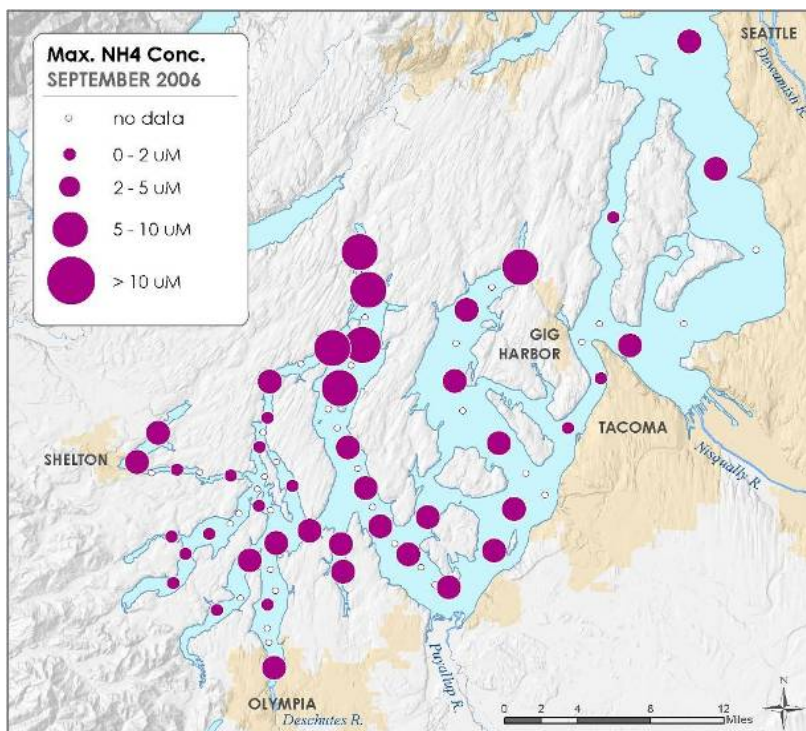 Max. NH4 Conc.
SEPTEMBER 2006
no data
0 - 2 uM
2 - 5 uM
5 - 10 uM
> 10 uM
SEATTLE
Duwamish R.
GIG
HARBOR
TACOMA
SHELTON
Nisqually R.
Puyallup R.
OLYMPIA
Deschutes R.
N
0 2 4 8 12
Miles